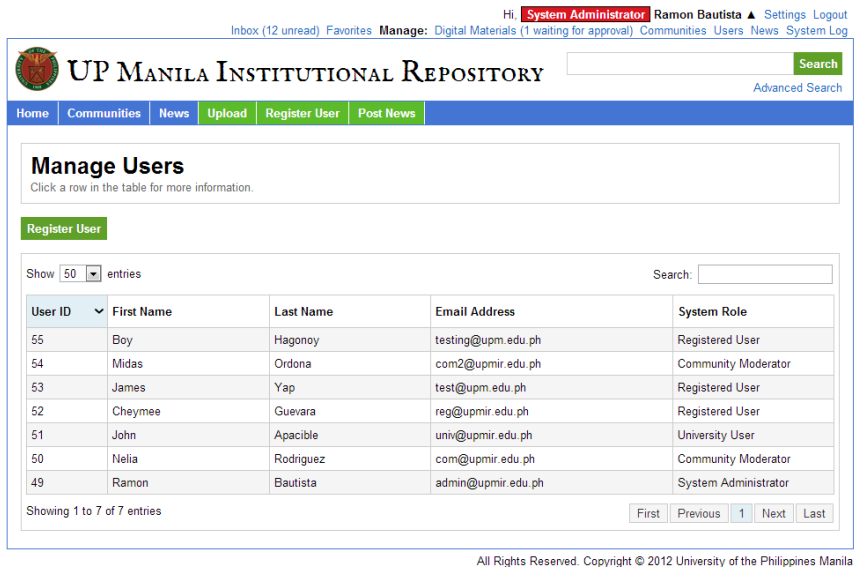 Hi, System Administrator Ramon Bautista ▲ Settings Logout
Inbox (12 unread) Favorites Manage: Digital Materials (1 waiting for approval) Communities Users News System Log
UP Manila Institutional Repository
Search
Advanced Search
Home Communities News Upload Register User Post News
Manage Users
Click a row in the table for more information.
Register User
Show 50 entries Search:
User ID First Name Last Name Email Address System Role
55 Boy Hagonoy testing@upm.edu.ph Registered User
54 Midas Ordona com2@upmir.edu.ph Community Moderator
53 James Yap test@upm.edu.ph Registered User
52 Cheymee Guevara reg@upmir.edu.ph Registered User
51 John Apacible univ@upmir.edu.ph University User
50 Nelia Rodriguez com@upmir.edu.ph Community Moderator
49 Ramon Bautista admin@upmir.edu.ph System Administrator
Showing 1 to 7 of 7 entries First Previous 1 Next Last
All Rights Reserved. Copyright © 2012 University of the Philippines Manila